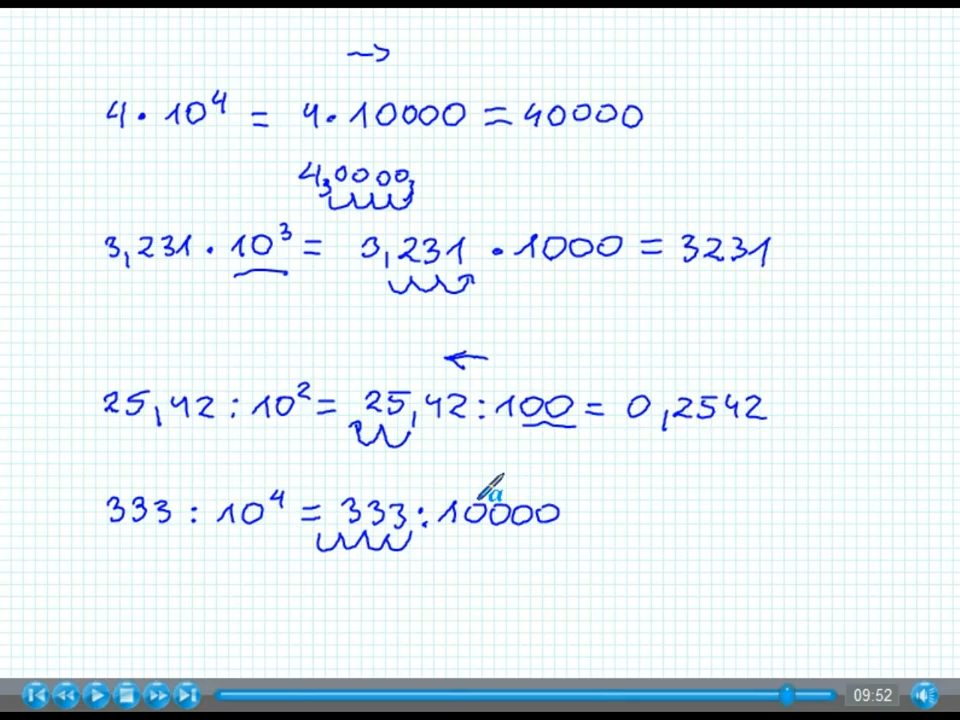 4 · 10⁴ = 4 · 10000 = 40000
4,0000,
3,231 · 10³ = 3,231 · 1000 = 3231
25,42 : 10² = 25,42 : 100 = 0,2542
333 : 10⁴ = 333 : 10000
a
09:52